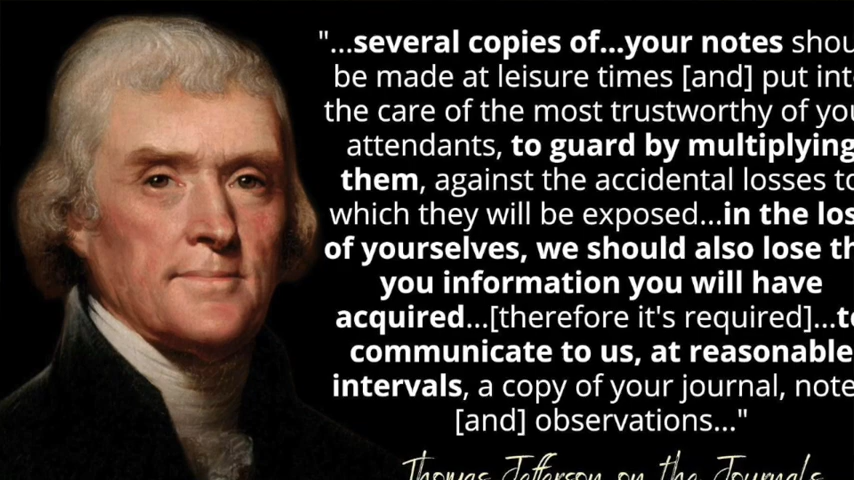 "...several copies of...your notes shou
be made at leisure times [and] put int
the care of the most trustworthy of you
attendants, to guard by multiplying
them, against the accidental losses to
which they will be exposed...in the los
of yourselves, we should also lose th
you information you will have
acquired...[therefore it's required]...to
communicate to us, at reasonable
intervals, a copy of your journal, note
[and] observations..."
Thomas Jefferson on the Journals